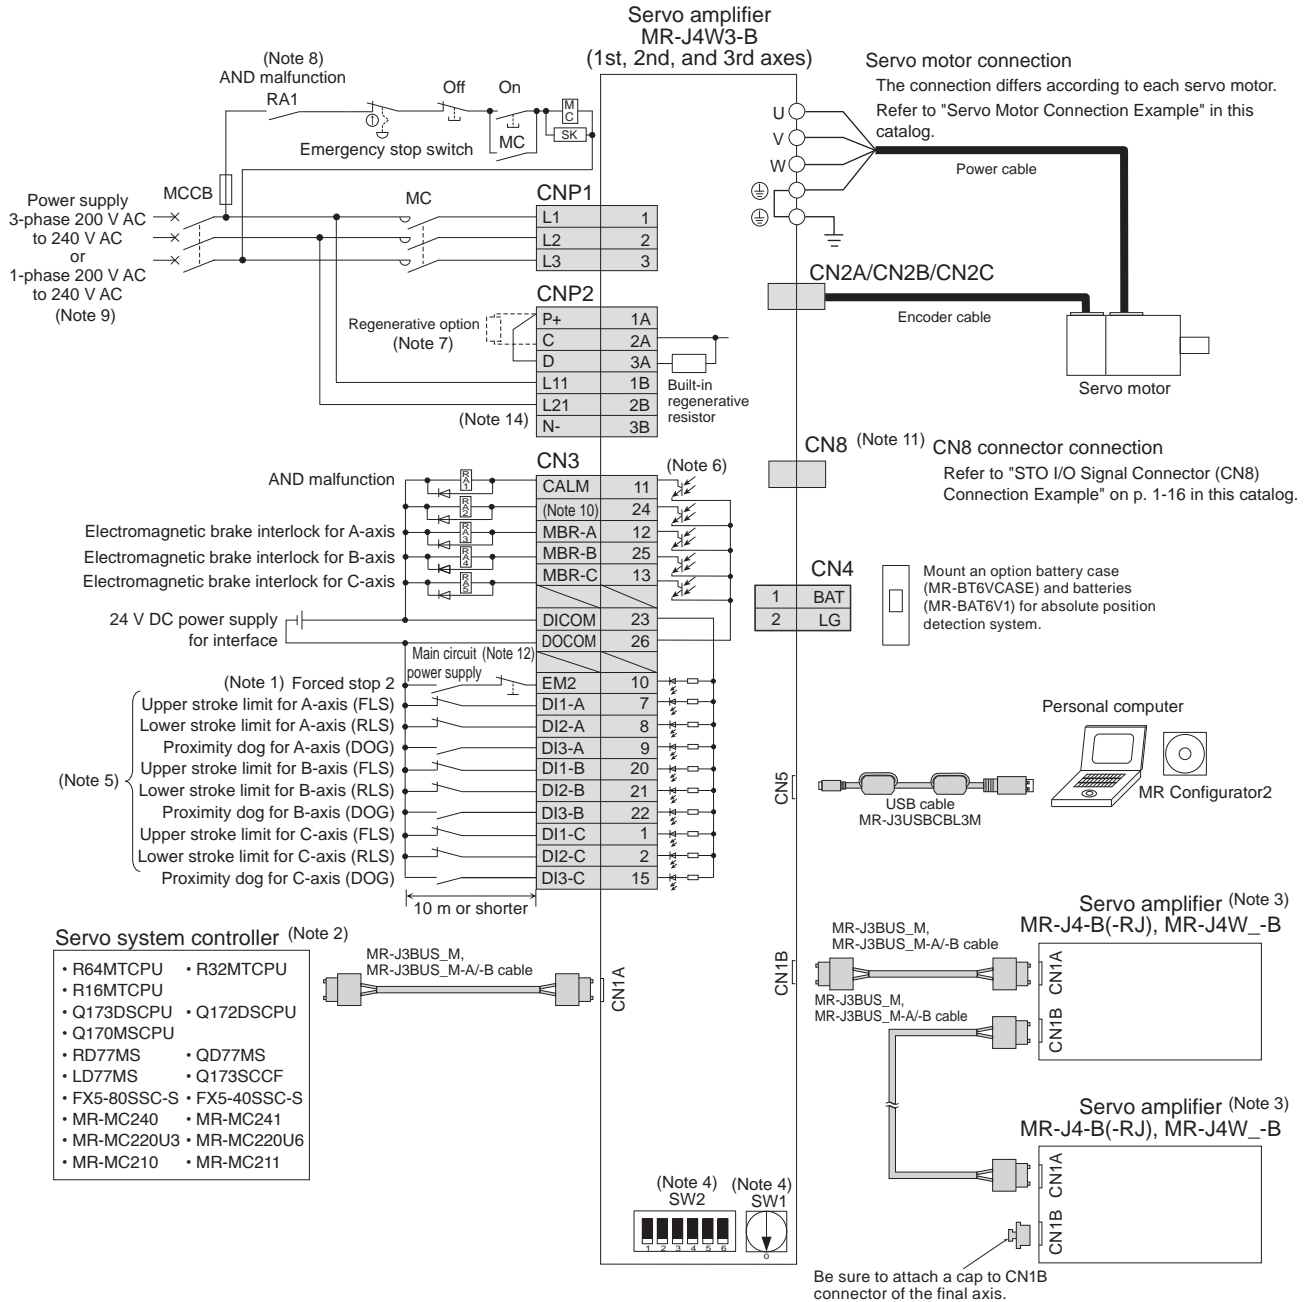 Servo amplifier
MR-J4W3-B
(1st, 2nd, and 3rd axes)
(Note 8)
AND malfunction
RA1
Off
On
MC
SK
MC
Emergency stop switch
Servo motor connection
The connection differs according to each servo motor.
Refer to "Servo Motor Connection Example" in this
catalog.
U
V
W
Power cable
Power supply
3-phase 200 V AC
to 240 V AC
or
1-phase 200 V AC
to 240 V AC
(Note 9)
MCCB
MC
CNP1
L1 1
L2 2
L3 3
CNP2
P+ 1A
C 2A
D 3A
L11 1B
L21 2B
N- 3B
Regenerative option
(Note 7)
(Note 14)
Built-in
regenerative
resistor
CN2A/CN2B/CN2C
Encoder cable
Servo motor
CN8 (Note 11)
CN8 connector connection
Refer to "STO I/O Signal Connector (CN8)
Connection Example" on p. 1-16 in this catalog.
CN3
(Note 6)
AND malfunction RA1 CALM 11
RA2 (Note 10) 24
Electromagnetic brake interlock for A-axis RA3 MBR-A 12
Electromagnetic brake interlock for B-axis RA4 MBR-B 25
Electromagnetic brake interlock for C-axis RA5 MBR-C 13
24 V DC power supply
for interface
DICOM 23
DOCOM 26
Main circuit
power supply
(Note 12)
(Note 1) Forced stop 2 EM2 10
Upper stroke limit for A-axis (FLS) DI1-A 7
Lower stroke limit for A-axis (RLS) DI2-A 8
Proximity dog for A-axis (DOG) DI3-A 9
(Note 5)
Upper stroke limit for B-axis (FLS) DI1-B 20
Lower stroke limit for B-axis (RLS) DI2-B 21
Proximity dog for B-axis (DOG) DI3-B 22
Upper stroke limit for C-axis (FLS) DI1-C 1
Lower stroke limit for C-axis (RLS) DI2-C 2
Proximity dog for C-axis (DOG) DI3-C 15
10 m or shorter
CN4
1 BAT
2 LG
Mount an option battery case
(MR-BT6VCASE) and batteries
(MR-BAT6V1) for absolute position
detection system.
Personal computer
CN5
USB cable
MR-J3USBCBL3M
MR Configurator2
Servo system controller (Note 2)
• R64MTCPU • R32MTCPU
• R16MTCPU
• Q173DSCPU • Q172DSCPU
• Q170MSCPU
• RD77MS • QD77MS
• LD77MS • Q173SCCF
• FX5-80SSC-S • FX5-40SSC-S
• MR-MC240 • MR-MC241
• MR-MC220U3 • MR-MC220U6
• MR-MC210 • MR-MC211
MR-J3BUS_M,
MR-J3BUS_M-A/-B cable
CN1A
CN1B
MR-J3BUS_M,
MR-J3BUS_M-A/-B cable
MR-J3BUS_M,
MR-J3BUS_M-A/-B cable
Servo amplifier (Note 3)
MR-J4-B(-RJ), MR-J4W_-B
CN1A
CN1B
Servo amplifier (Note 3)
MR-J4-B(-RJ), MR-J4W_-B
CN1A
CN1B
(Note 4)
SW2
1 2 3 4 5 6
(Note 4)
SW1
0
Be sure to attach a cap to CN1B
connector of the final axis.